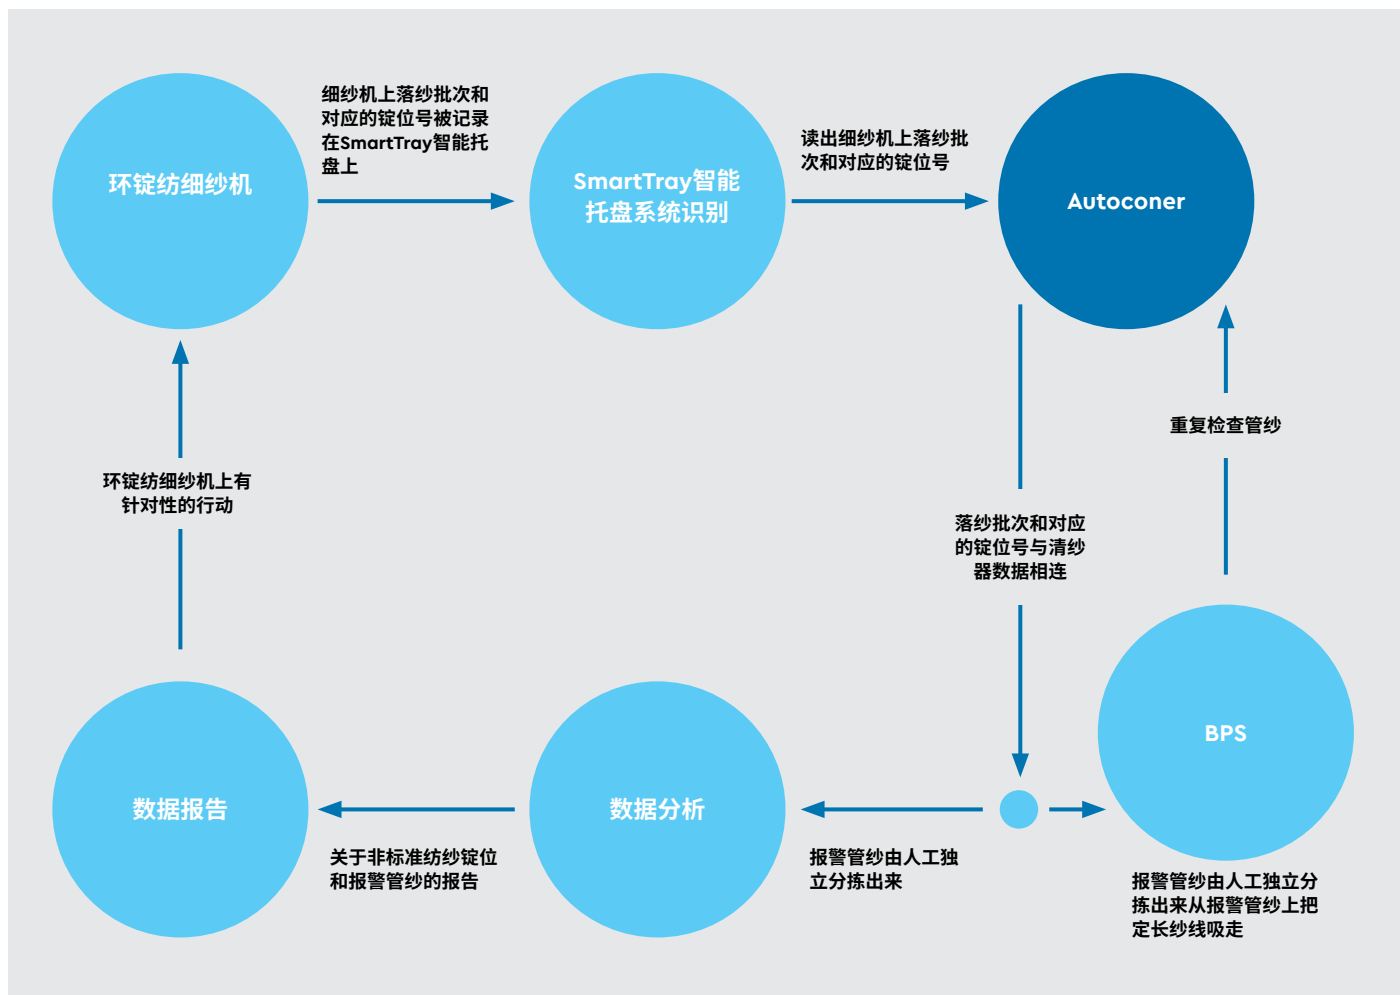 细纱机上落纱批次和
对应的锭位号被记录
在SmartTray智能托
盘上
读出细纱机上落纱批
次和对应的锭位号
环锭纺细纱机
SmartTray智能
托盘系统识别
Autoconer
重复检查管纱
环锭纺细纱机上有
针对性的行动
落纱批次和对应
的锭位号与清纱
器数据相连
BPS
数据报告
数据分析
关于非标准纺纱锭位
和报警管纱的报告
报警管纱由人工独
立分拣出来
报警管纱由人工独立分
拣出来从报警管纱上把
定长纱线吸走